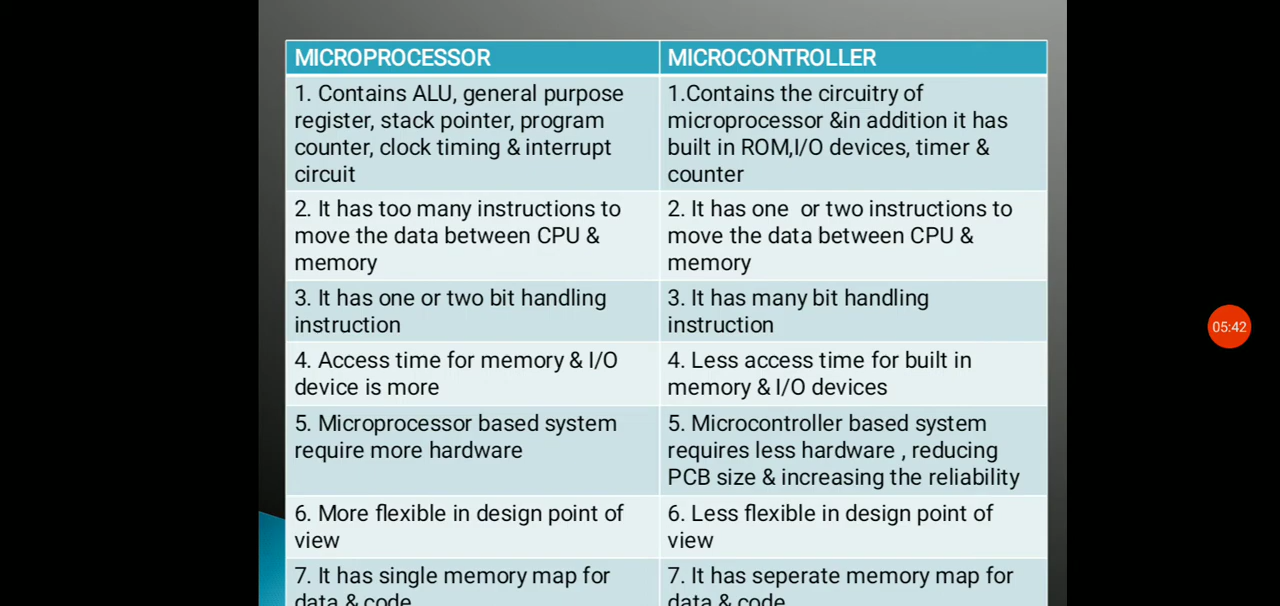 MICROPROCESSOR
MICROCONTROLLER
1. Contains ALU, general purpose
register, stack pointer, program
counter, clock timing & interrupt
circuit
1.Contains the circuitry of
microprocessor &in addition it has
built in ROM,I/O devices, timer &
counter
2. It has too many instructions to
move the data between CPU &
memory
2. It has one or two instructions to
move the data between CPU &
memory
3. It has one or two bit handling
instruction
3. It has many bit handling
instruction
4. Access time for memory & I/O
device is more
4. Less access time for built in
memory & I/O devices
5. Microprocessor based system
require more hardware
5. Microcontroller based system
requires less hardware , reducing
PCB size & increasing the reliability
6. More flexible in design point of
view
6. Less flexible in design point of
view
7. It has single memory map for
data & code
7. It has seperate memory map for
data & code
05:42